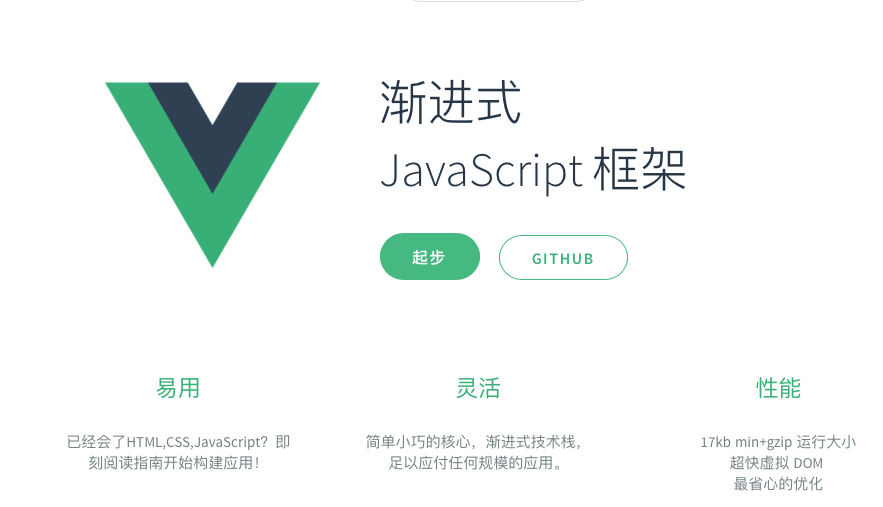 渐进式
JavaScript 框架
起步
GITHUB
易用
已经会了HTML,CSS,JavaScript？即
刻阅读指南开始构建应用！
灵活
简单小巧的核心，渐进式技术栈，
足以应付任何规模的应用。
性能
17kb min+gzip 运行大小
超快虚拟 DOM
最省心的优化